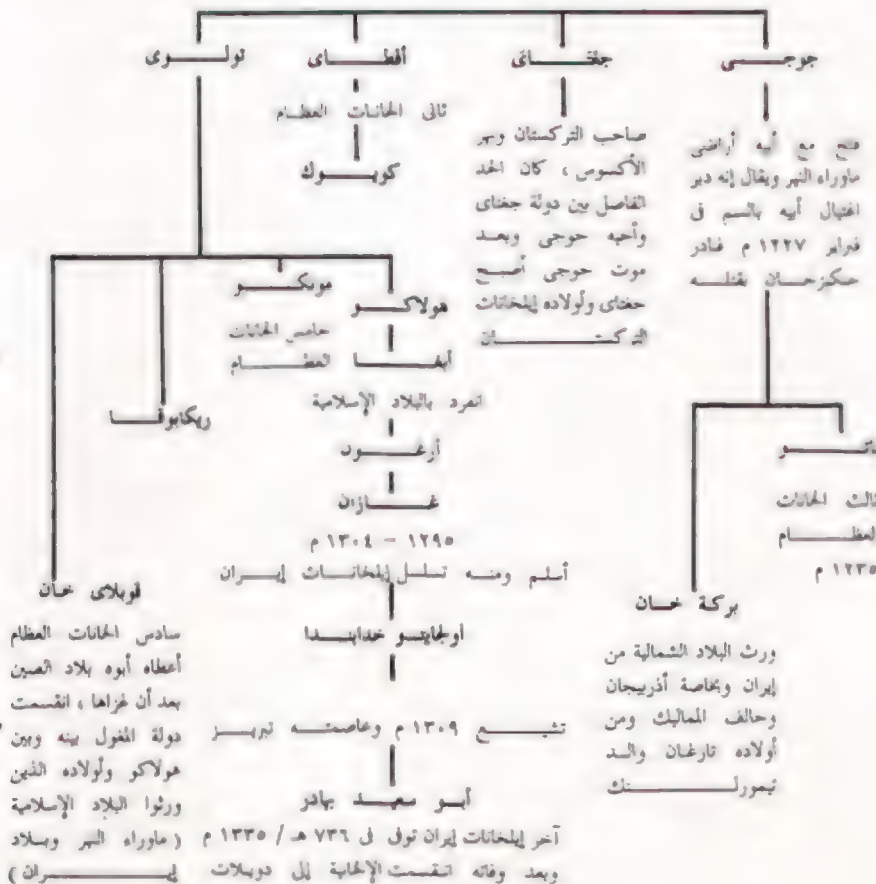 جوجى
فتح مع أبيه أراضى
ماوراء النهر ويقال إنه دبر
اغتيال أبيه بالسم فى
فبراير ١٢٢٧ م فبادر
جنكيزخان بقتله
باتو
ثالث الخانات
العظام
١٢٣٥ م
بركة خان
ورث البلاد الشمالية من
إيران وبخاصة أذربيجان
وحالف المماليك ومن
أولاده تارغان والد
تيمورلنك
جغتاى
صاحب التركستان ونهر
الأكسوس ، كان الحد
الفاصل بين دولة جغتاى
وأخيه جوجى وبعد
موت جوجى أصبح
جغتاى وأولاده إيلخانات
التركستان
أقطاى
ثانى الخانات العظام
كويوك
تولوى
هولاكو
أبغا
انفرد بالبلاد الإسلامية
أرغون
غازان
١٢٩٥ – ١٣٠٤ م
أسلم ومنه تسلسل إيلخانات إيران
أولجايتو خدابندا
تشيع ١٣٠٩ م وعاصمته تبريز
أبو سعيد بهادر
آخر إيلخانات إيران توفى فى ٧٣٦ هـ / ١٣٣٥ م
وبعد وفاته انقسمت الإلخانية إلى دويلات
مونكو
خامس الخانات
العظام
ريكابوقا
قوبلاى خان
سادس الخانات العظام
أعطاه أبوه بلاد الصين
بعد أن غزاها ، انقسمت
دولة المغول بينه وبين
هولاكو وأولاده الذين
ورثوا البلاد الإسلامية
( ماوراء النهر وبلاد
إيران )